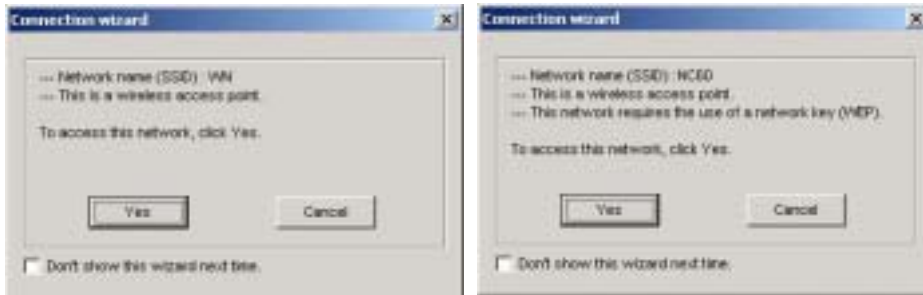 Connection wizard
--- Network name (SSID) : WN
--- This is a wireless access point.
To access this network, click Yes.
Yes
Cancel
Don't show this wizard next time.
Connection wizard
--- Network name (SSID) : NC60
--- This is a wireless access point.
--- This network requires the use of a network key (WEP).
To access this network, click Yes.
Yes
Cancel
Don't show this wizard next time.